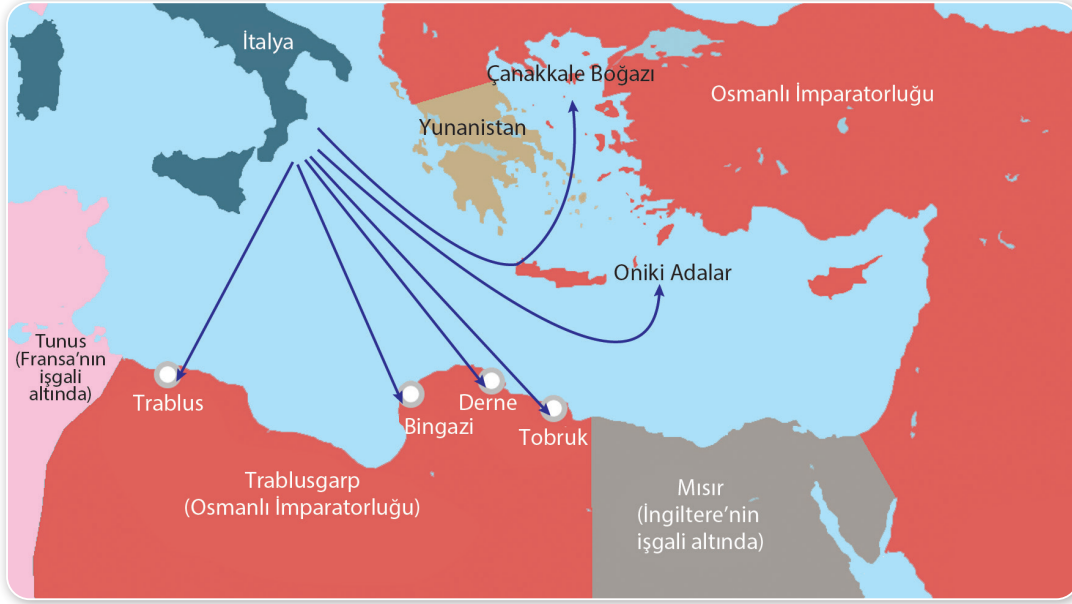 İtalya
Çanakkale Boğazı
Osmanlı İmparatorluğu
Yunanistan
Oniki Adalar
Tunus
(Fransa’nın
işgali
altında)
Trablus
Bingazi
Derne
Tobruk
Trablusgarp
(Osmanlı İmparatorluğu)
Mısır
(İngiltere’nin
işgali altında)